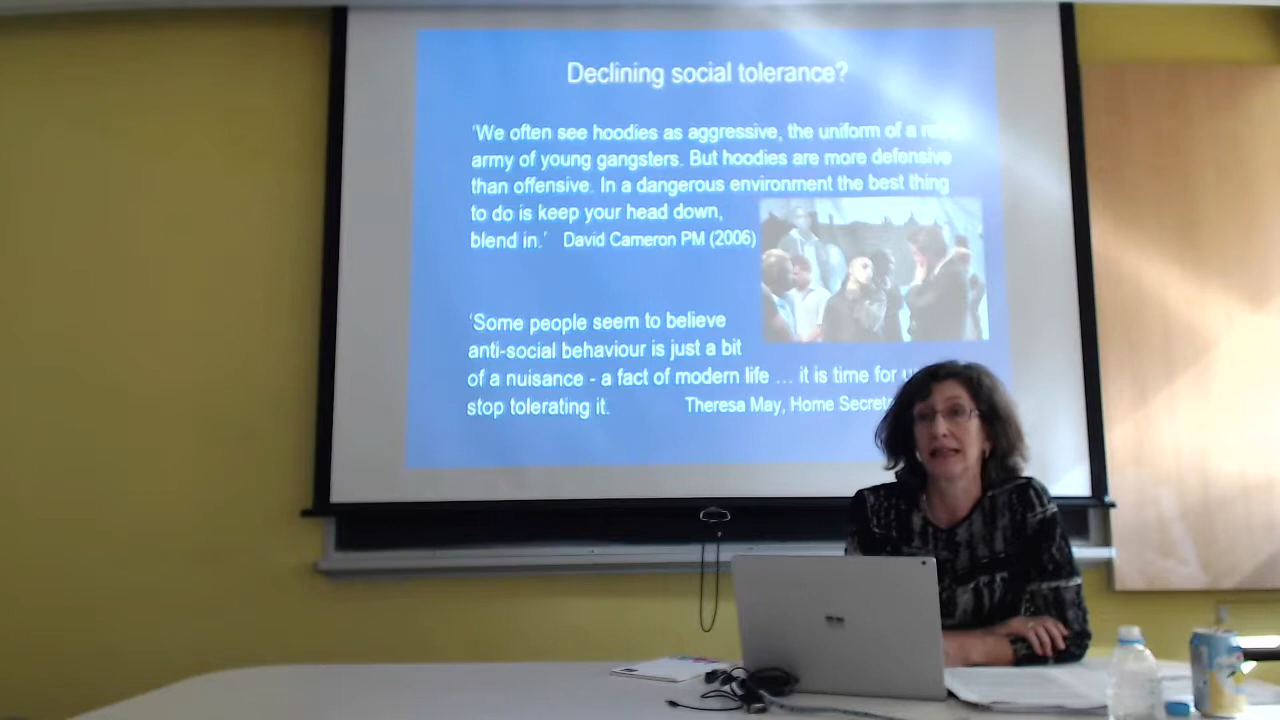 Declining social tolerance?
'We often see hoodies as aggressive, the uniform of a
army of young gangsters. But hoodies are more defensive
than offensive. In a dangerous environment the best thing
to do is keep your head down,
blend in.' David Cameron PM (2006)
'Some people seem to believe
anti-social behaviour is just a bit
of a nuisance - a fact of modern life ... it is time for
stop tolerating it. Theresa May, Home